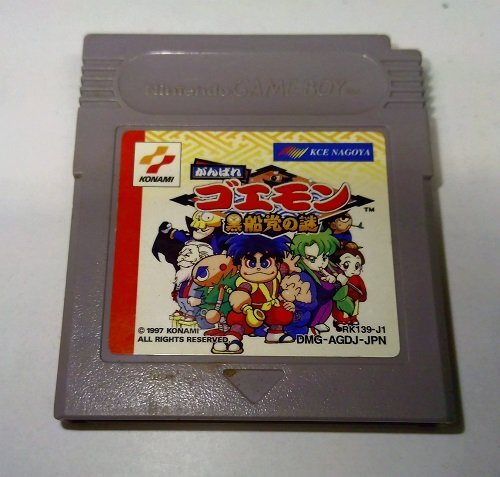 Nintendo GAME BOY TM
KONAMI
KCE NAGOYA
がんばれ
ゴエモン TM
黒船党の謎
© 1997 KONAMI
ALL RIGHTS RESERVED
RK139-J1
DMG-AGDJ-JPN